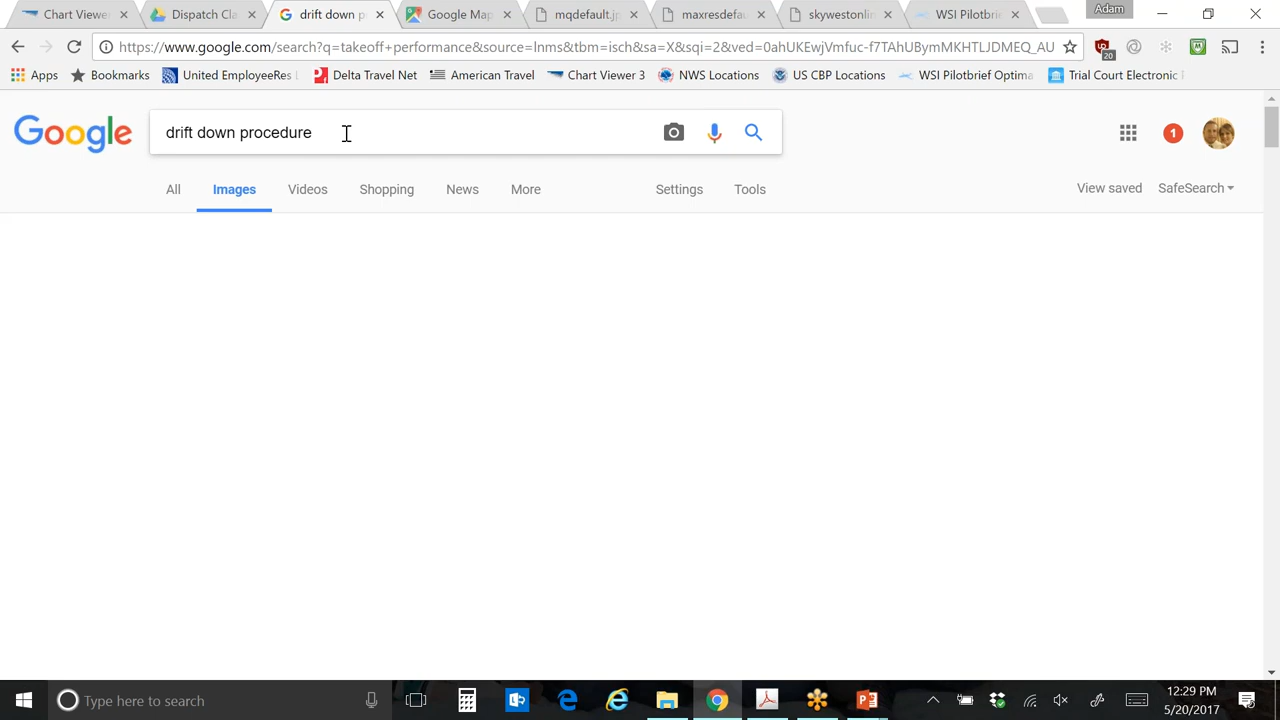 Chart Viewer
Dispatch Cla
drift down p
Google Map
mqdefault.jp
maxresdefau
skywestonlin
WSI Pilotbrie
Adam
https://www.google.com/search?q=takeoff+performance&source=lnms&tbm=isch&sa=X&sqi=2&ved=0ahUKEwjVmfuc-f7TAhUBymMKHTLJDMEQ_AU
20
Apps
Bookmarks
United EmployeeRes
Delta Travel Net
American Travel
Chart Viewer 3
NWS Locations
US CBP Locations
WSI Pilotbrief Optima
Trial Court Electronic
Google
drift down procedure
1
All
Images
Videos
Shopping
News
More
Settings
Tools
View saved
SafeSearch
Type here to search
12:29 PM
5/20/2017